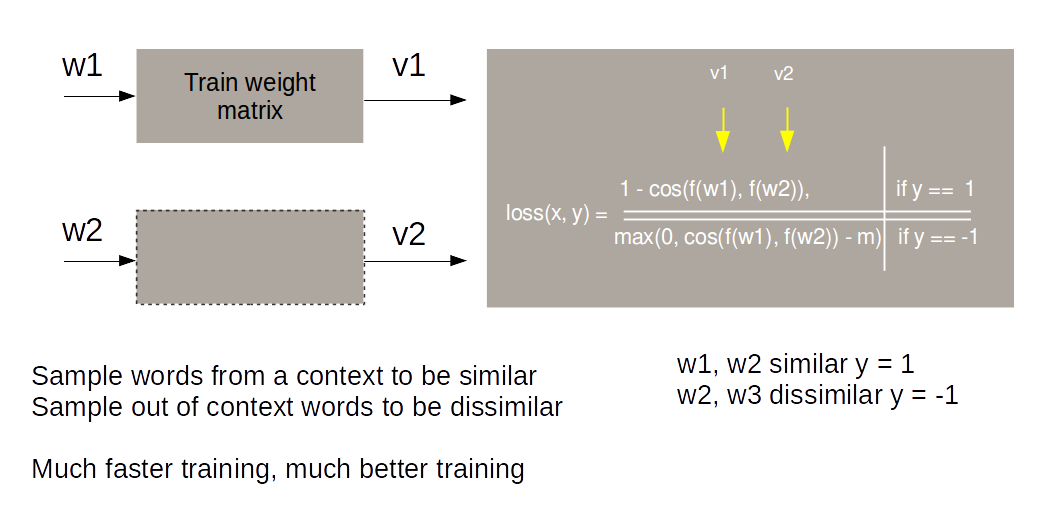 w1
Train weight
matrix
v1
w2
v2
v1 v2
loss(x, y) =
1 - cos(f(w1), f(w2)), if y == 1
max(0, cos(f(w1), f(w2)) - m) if y == -1
Sample words from a context to be similar
Sample out of context words to be dissimilar
Much faster training, much better training
w1, w2 similar y = 1
w2, w3 dissimilar y = -1